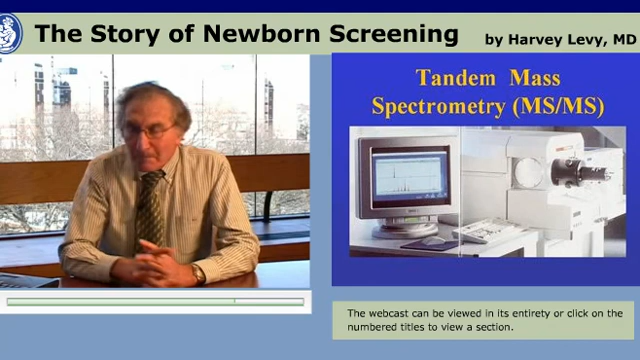 The Story of Newborn Screening
by Harvey Levy, MD
Tandem Mass
Spectrometry (MS/MS)
The webcast can be viewed in its entirety or click on the
numbered titles to view a section.